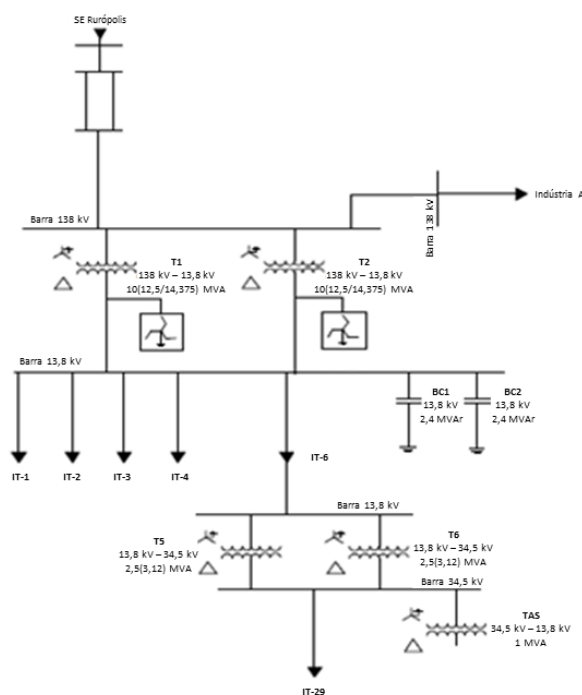 SE Rurópolis
Indústria A
Barra 138 kV
Barra 138 kV
T1
138 kV – 13,8 kV
10(12,5/14,375) MVA
T2
138 kV – 13,8 kV
10(12,5/14,375) MVA
Barra 13,8 kV
BC1
13,8 kV
2,4 MVAr
BC2
13,8 kV
2,4 MVAr
IT-1
IT-2
IT-3
IT-4
IT-6
Barra 13,8 kV
T5
13,8 kV – 34,5 kV
2,5(3,12) MVA
T6
13,8 kV – 34,5 kV
2,5(3,12) MVA
Barra 34,5 kV
TAS
34,5 kV – 13,8 kV
1 MVA
IT-29